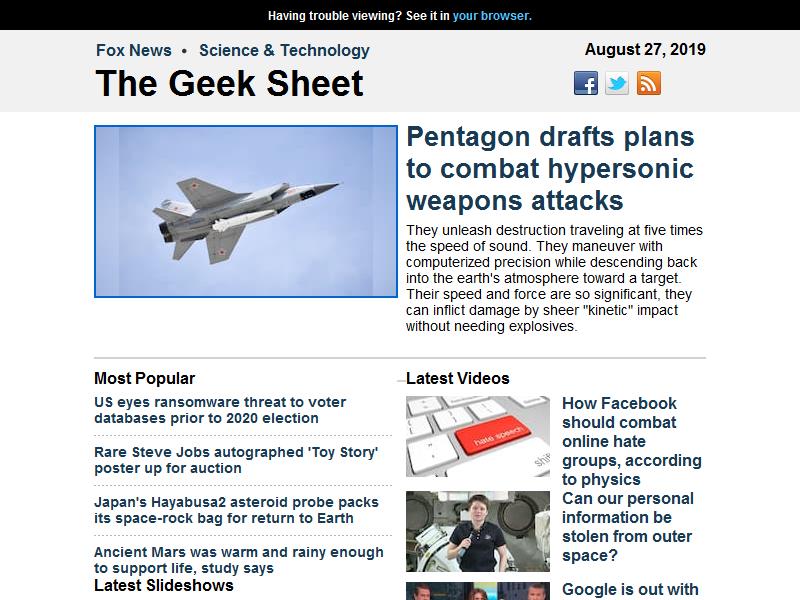 Having trouble viewing? See it in your browser.
Fox News • Science & Technology
August 27, 2019
The Geek Sheet
Pentagon drafts plans
to combat hypersonic
weapons attacks
They unleash destruction traveling at five times
the speed of sound. They maneuver with
computerized precision while descending back
into the earth's atmosphere toward a target.
Their speed and force are so significant, they
can inflict damage by sheer "kinetic" impact
without needing explosives.
Most Popular
US eyes ransomware threat to voter
databases prior to 2020 election
Rare Steve Jobs autographed 'Toy Story'
poster up for auction
Japan's Hayabusa2 asteroid probe packs
its space-rock bag for return to Earth
Ancient Mars was warm and rainy enough
to support life, study says
Latest Slideshows
Latest Videos
hate speech
shift
How Facebook
should combat
online hate
groups, according
to physics
Can our personal
information be
stolen from outer
space?
Google is out with